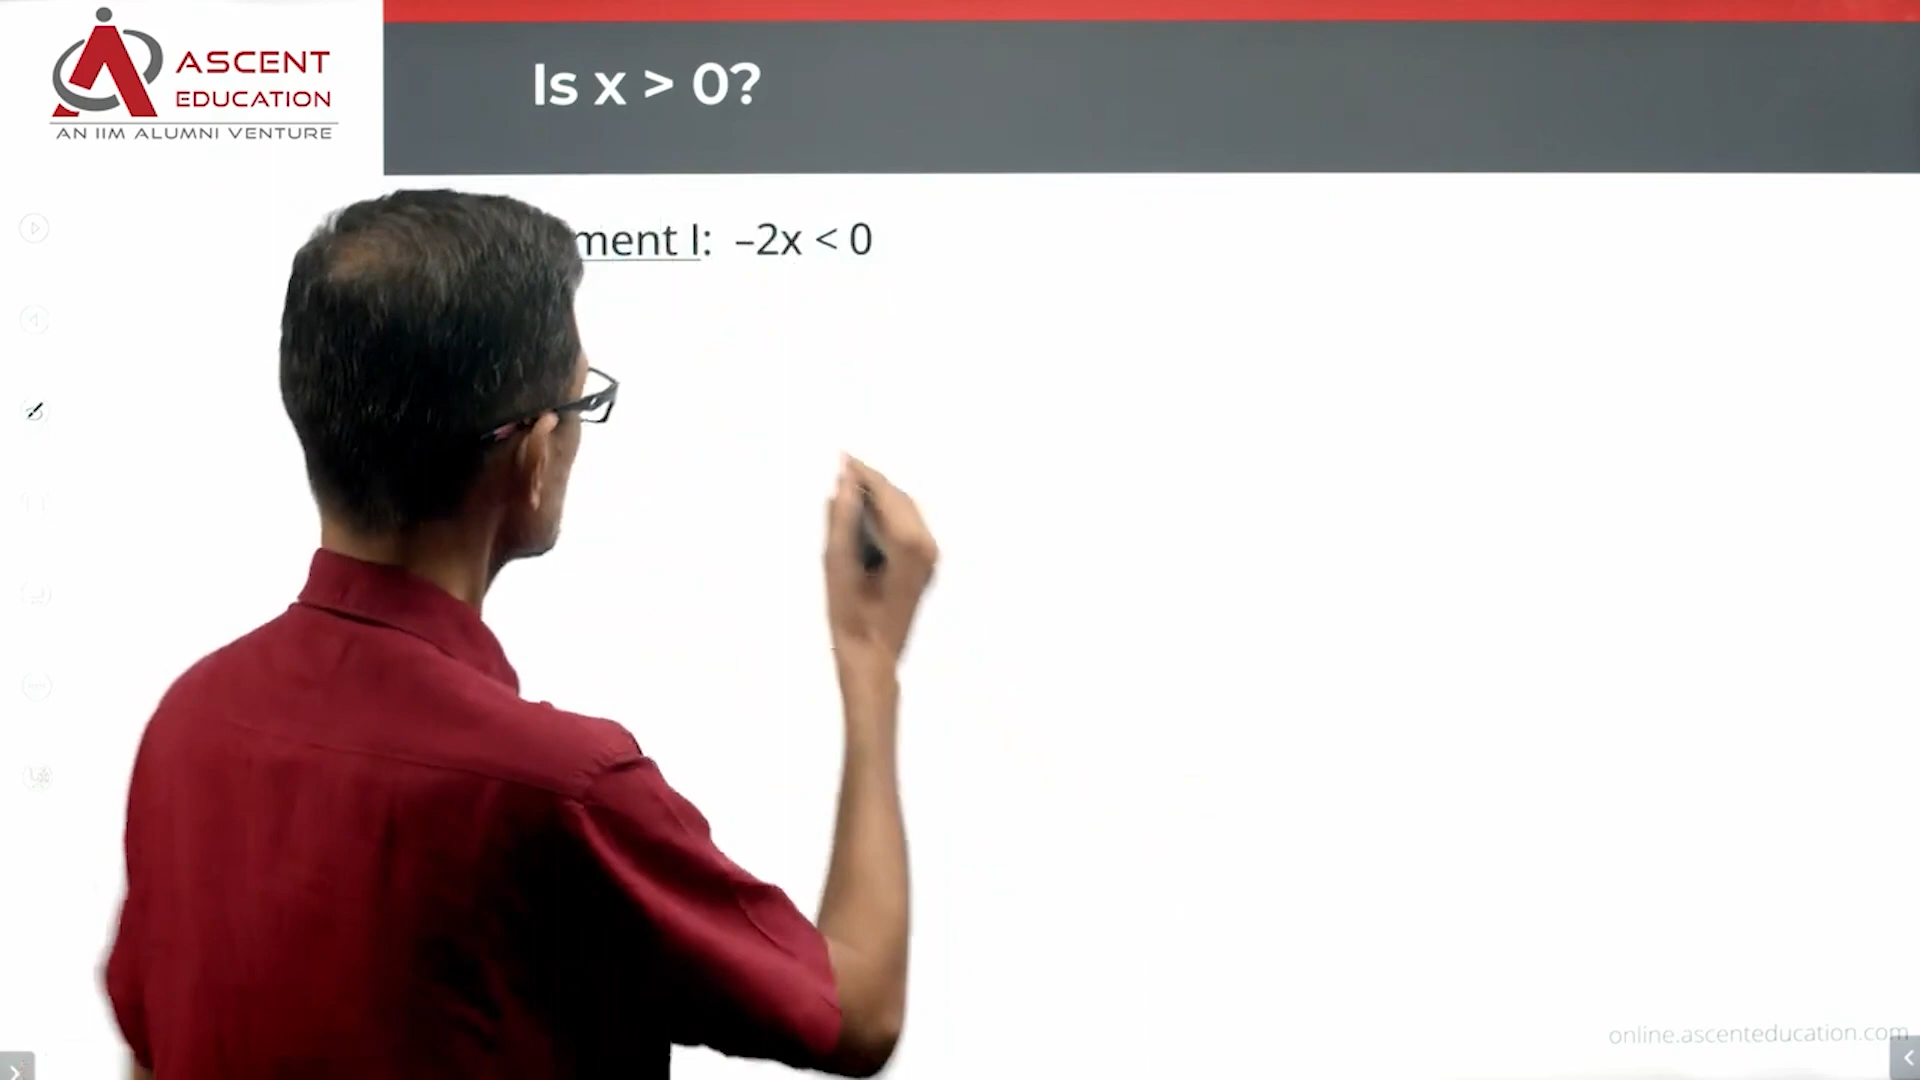 ASCENT
EDUCATION
AN IIM ALUMNI VENTURE
Is x > 0?
ment I: –2x < 0
online.ascenteducation.com